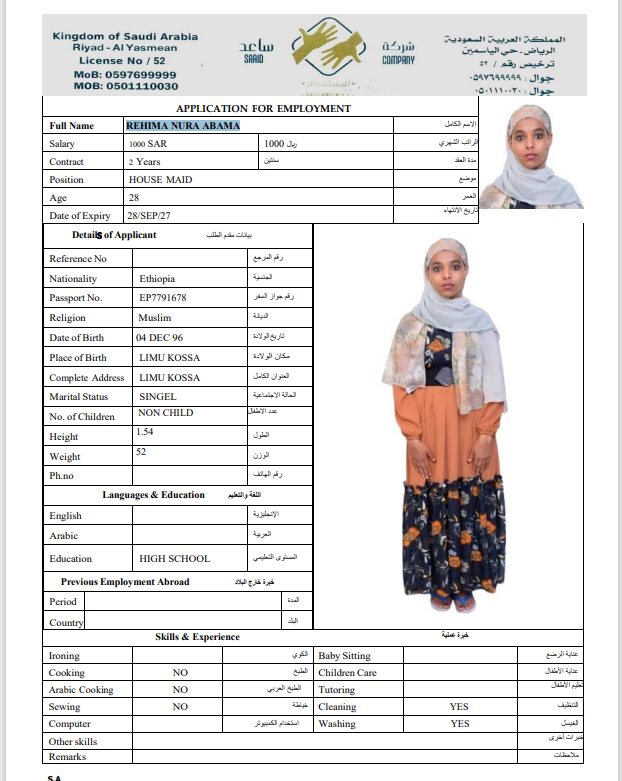 Kingdom of Saudi Arabia
Riyad - Al Yasmean
License No / 52
MoB: 0597699999
MOB: 0501110030
ساعد
SAAID
شركة
COMPANY
المملكة العربية السعودية
الرياض - حي الياسمين
ترخيص رقم / ٥٢
جوال : ٠٥٩٧٦٩٩٩٩٩
جوال : ٠٥٠١١١٠٠٣٠
APPLICATION FOR EMPLOYMENT
Full Name REHIMA NURA ABAMA الاسم الكامل
Salary 1000 SAR 1000 ريال الراتب الشهري
Contract 2 Years سنتين مدة العقد
Position HOUSE MAID موضع
Age 28 العمر
Date of Expiry 28/SEP/27 تاريخ الانتهاء
Details of Applicant بيانات مقدم الطلب
Reference No رقم المرجع
Nationality Ethiopia الجنسية
Passport No. EP7791678 رقم جواز السفر
Religion Muslim الديانة
Date of Birth 04 DEC 96 تاريخ الولادة
Place of Birth LIMU KOSSA مكان الولادة
Complete Address LIMU KOSSA العنوان الكامل
Marital Status SINGEL الحالة الاجتماعية
No. of Children NON CHILD عدد الاطفال
Height 1.54 الطول
Weight 52 الوزن
Ph.no رقم الهاتف
Languages & Education اللغة والتعليم
English الإنجليزية
Arabic العربية
Education HIGH SCHOOL المستوى التعليمي
Previous Employment Abroad خبرة خارج البلاد
Period المدة
Country البلد
Skills & Experience خبرة عملية
Ironing الكوي Baby Sitting عناية الرضع
Cooking NO الطبخ Children Care عناية الأطفال
Arabic Cooking NO الطبخ العربي Tutoring تعليم الأطفال
Sewing NO خياطة Cleaning YES التنظيف
Computer استخدام الكمبيوتر Washing YES الغسيل
Other skills خبرات أخرى
Remarks ملاحظات
S.A